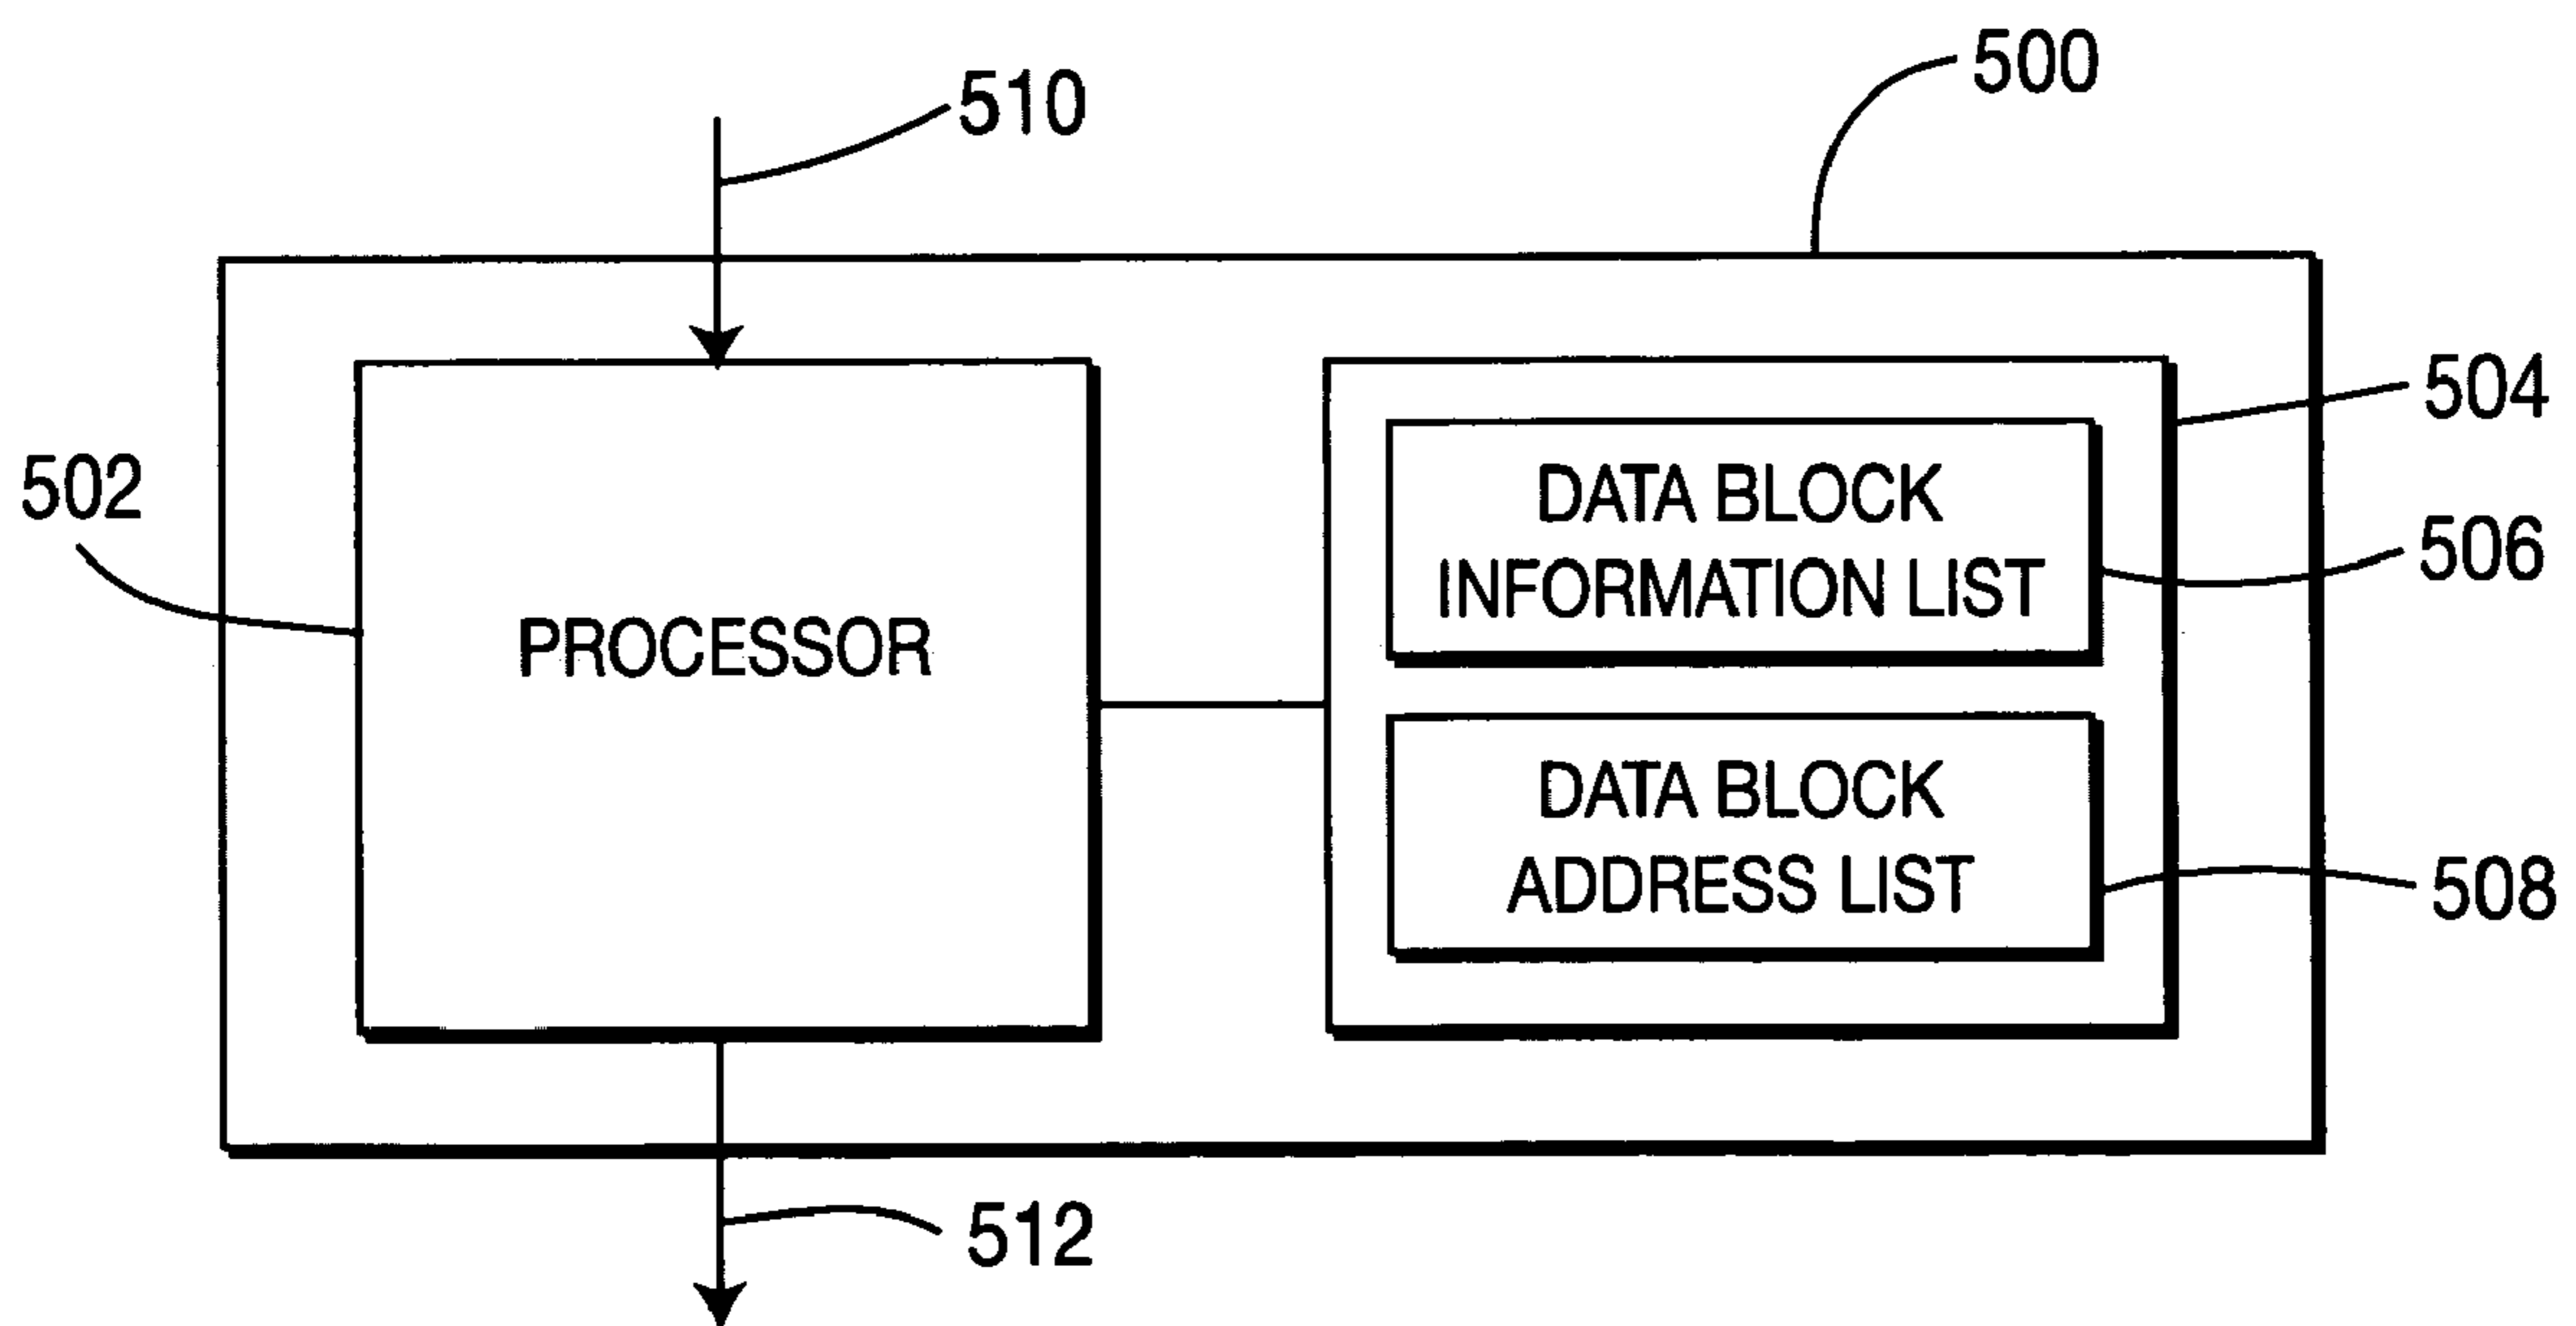 500
510
504
502
DATA BLOCK
INFORMATION LIST
506
PROCESSOR
DATA BLOCK
ADDRESS LIST
508
512